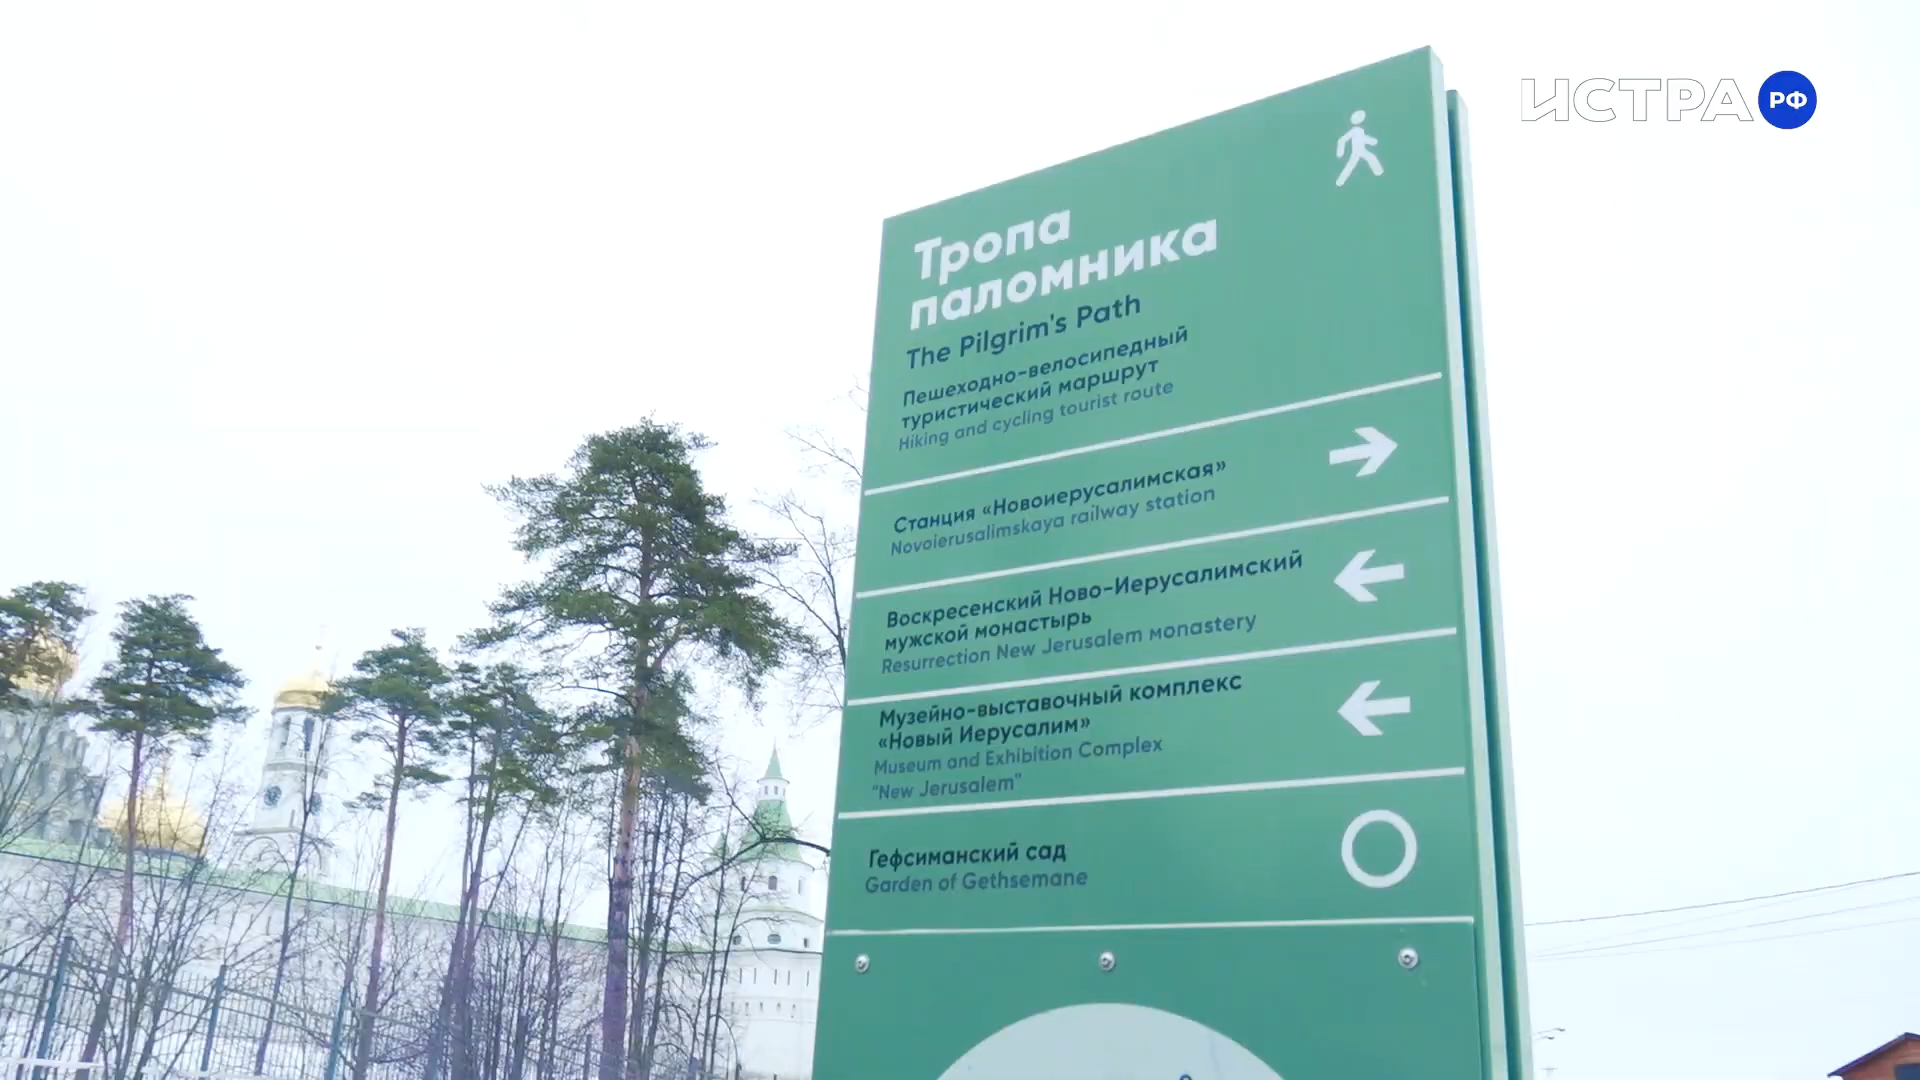 ИСТРА РФ
Тропа
паломника
The Pilgrim's Path
Пешеходно-велосипедный
туристический маршрут
Hiking and cycling tourist route
Станция «Новоиерусалимская»
Novoierusalimskaya railway station
Воскресенский Ново-Иерусалимский
мужской монастырь
Resurrection New Jerusalem monastery
Музейно-выставочный комплекс
«Новый Иерусалим»
Museum and Exhibition Complex
"New Jerusalem"
Гефсиманский сад
Garden of Gethsemane